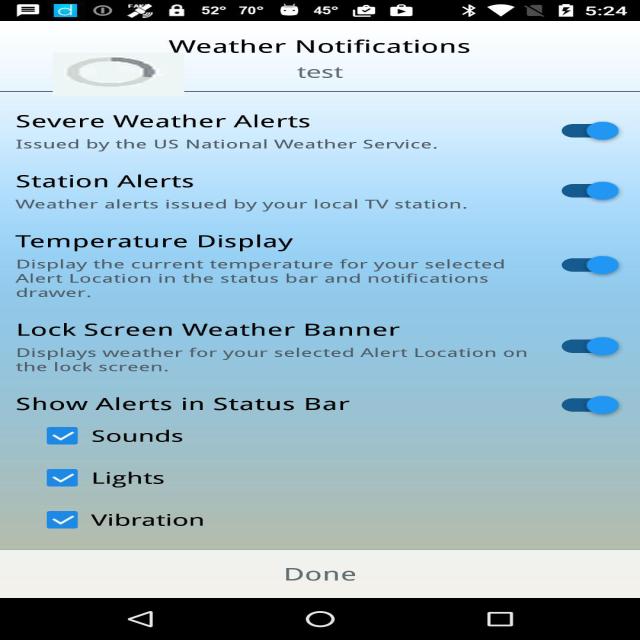 52° 70° 45° 5:24
Weather Notifications
test
Severe Weather Alerts
Issued by the US National Weather Service.
Station Alerts
Weather alerts issued by your local TV station.
Temperature Display
Display the current temperature for your selected
Alert Location in the status bar and notifications
drawer.
Lock Screen Weather Banner
Displays weather for your selected Alert Location on
the lock screen.
Show Alerts in Status Bar
Sounds
Lights
Vibration
Done